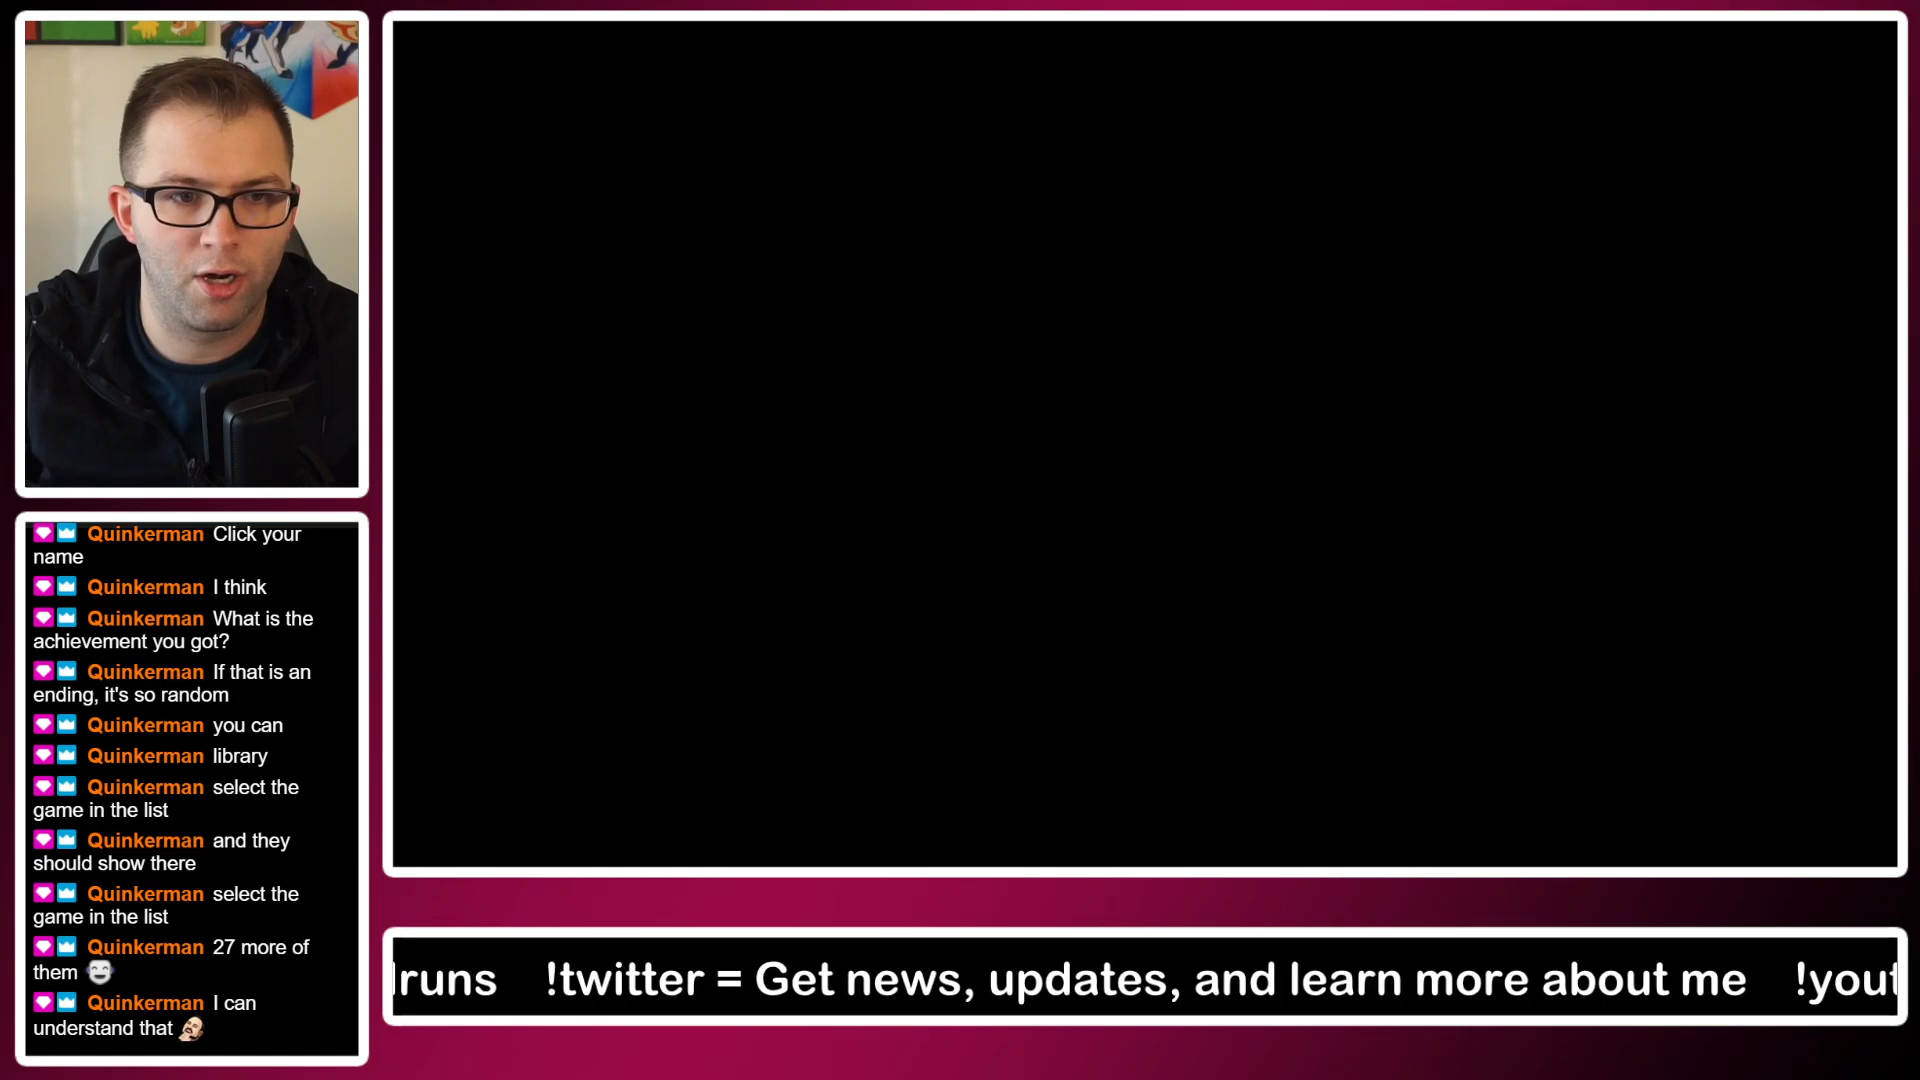 Quinkerman Click your
name
Quinkerman I think
Quinkerman What is the
achievement you got?
Quinkerman If that is an
ending, it's so random
Quinkerman you can
Quinkerman library
Quinkerman select the
game in the list
Quinkerman and they
should show there
Quinkerman select the
game in the list
Quinkerman 27 more of
them
Quinkerman I can
understand that
runs !twitter = Get news, updates, and learn more about me !yout